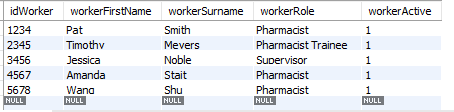 idWorker workerFirstName workerSurname workerRole workerActive
1234 Pat Smith Pharmacist 1
2345 Timothy Meyers Pharmacist Trainee 1
3456 Jessica Noble Supervisor 1
4567 Amanda Stait Pharmacist 1
5678 Wang Shu Pharmacist 1
NULL NULL NULL NULL NULL